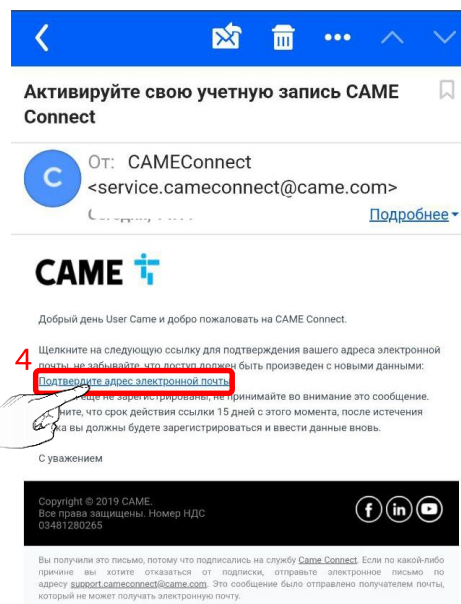 Активируйте свою учетную запись CAME
Connect
C
От: CAMEConnect
<service.cameconnect@came.com>
Подробнее
CAME
Добрый день User Came и добро пожаловать на CAME Connect.
Щелкните на следующую ссылку для подтверждения вашего адреса электронной
почты, не забывайте, что доступ должен быть произведен с новыми данными:
4
Подтвердите адрес электронной почты
еще не зарегистрированы, не принимайте во внимание это сообщение.
что срок действия ссылки 15 дней с этого момента, после истечения
вы должны будете зарегистрироваться и ввести данные вновь.
С уважением
Copyright © 2019 CAME.
Все права защищены. Номер НДС
03481280265
f in
Вы получили это письмо, потому что подписались на службу Came Connect. Если по какой-либо
причине вы хотите отказаться от подписки, отправьте электронное письмо по
адресу support.cameconnect@came.com. Это сообщение было отправлено получателем почты,
который не может получать электронную почту.